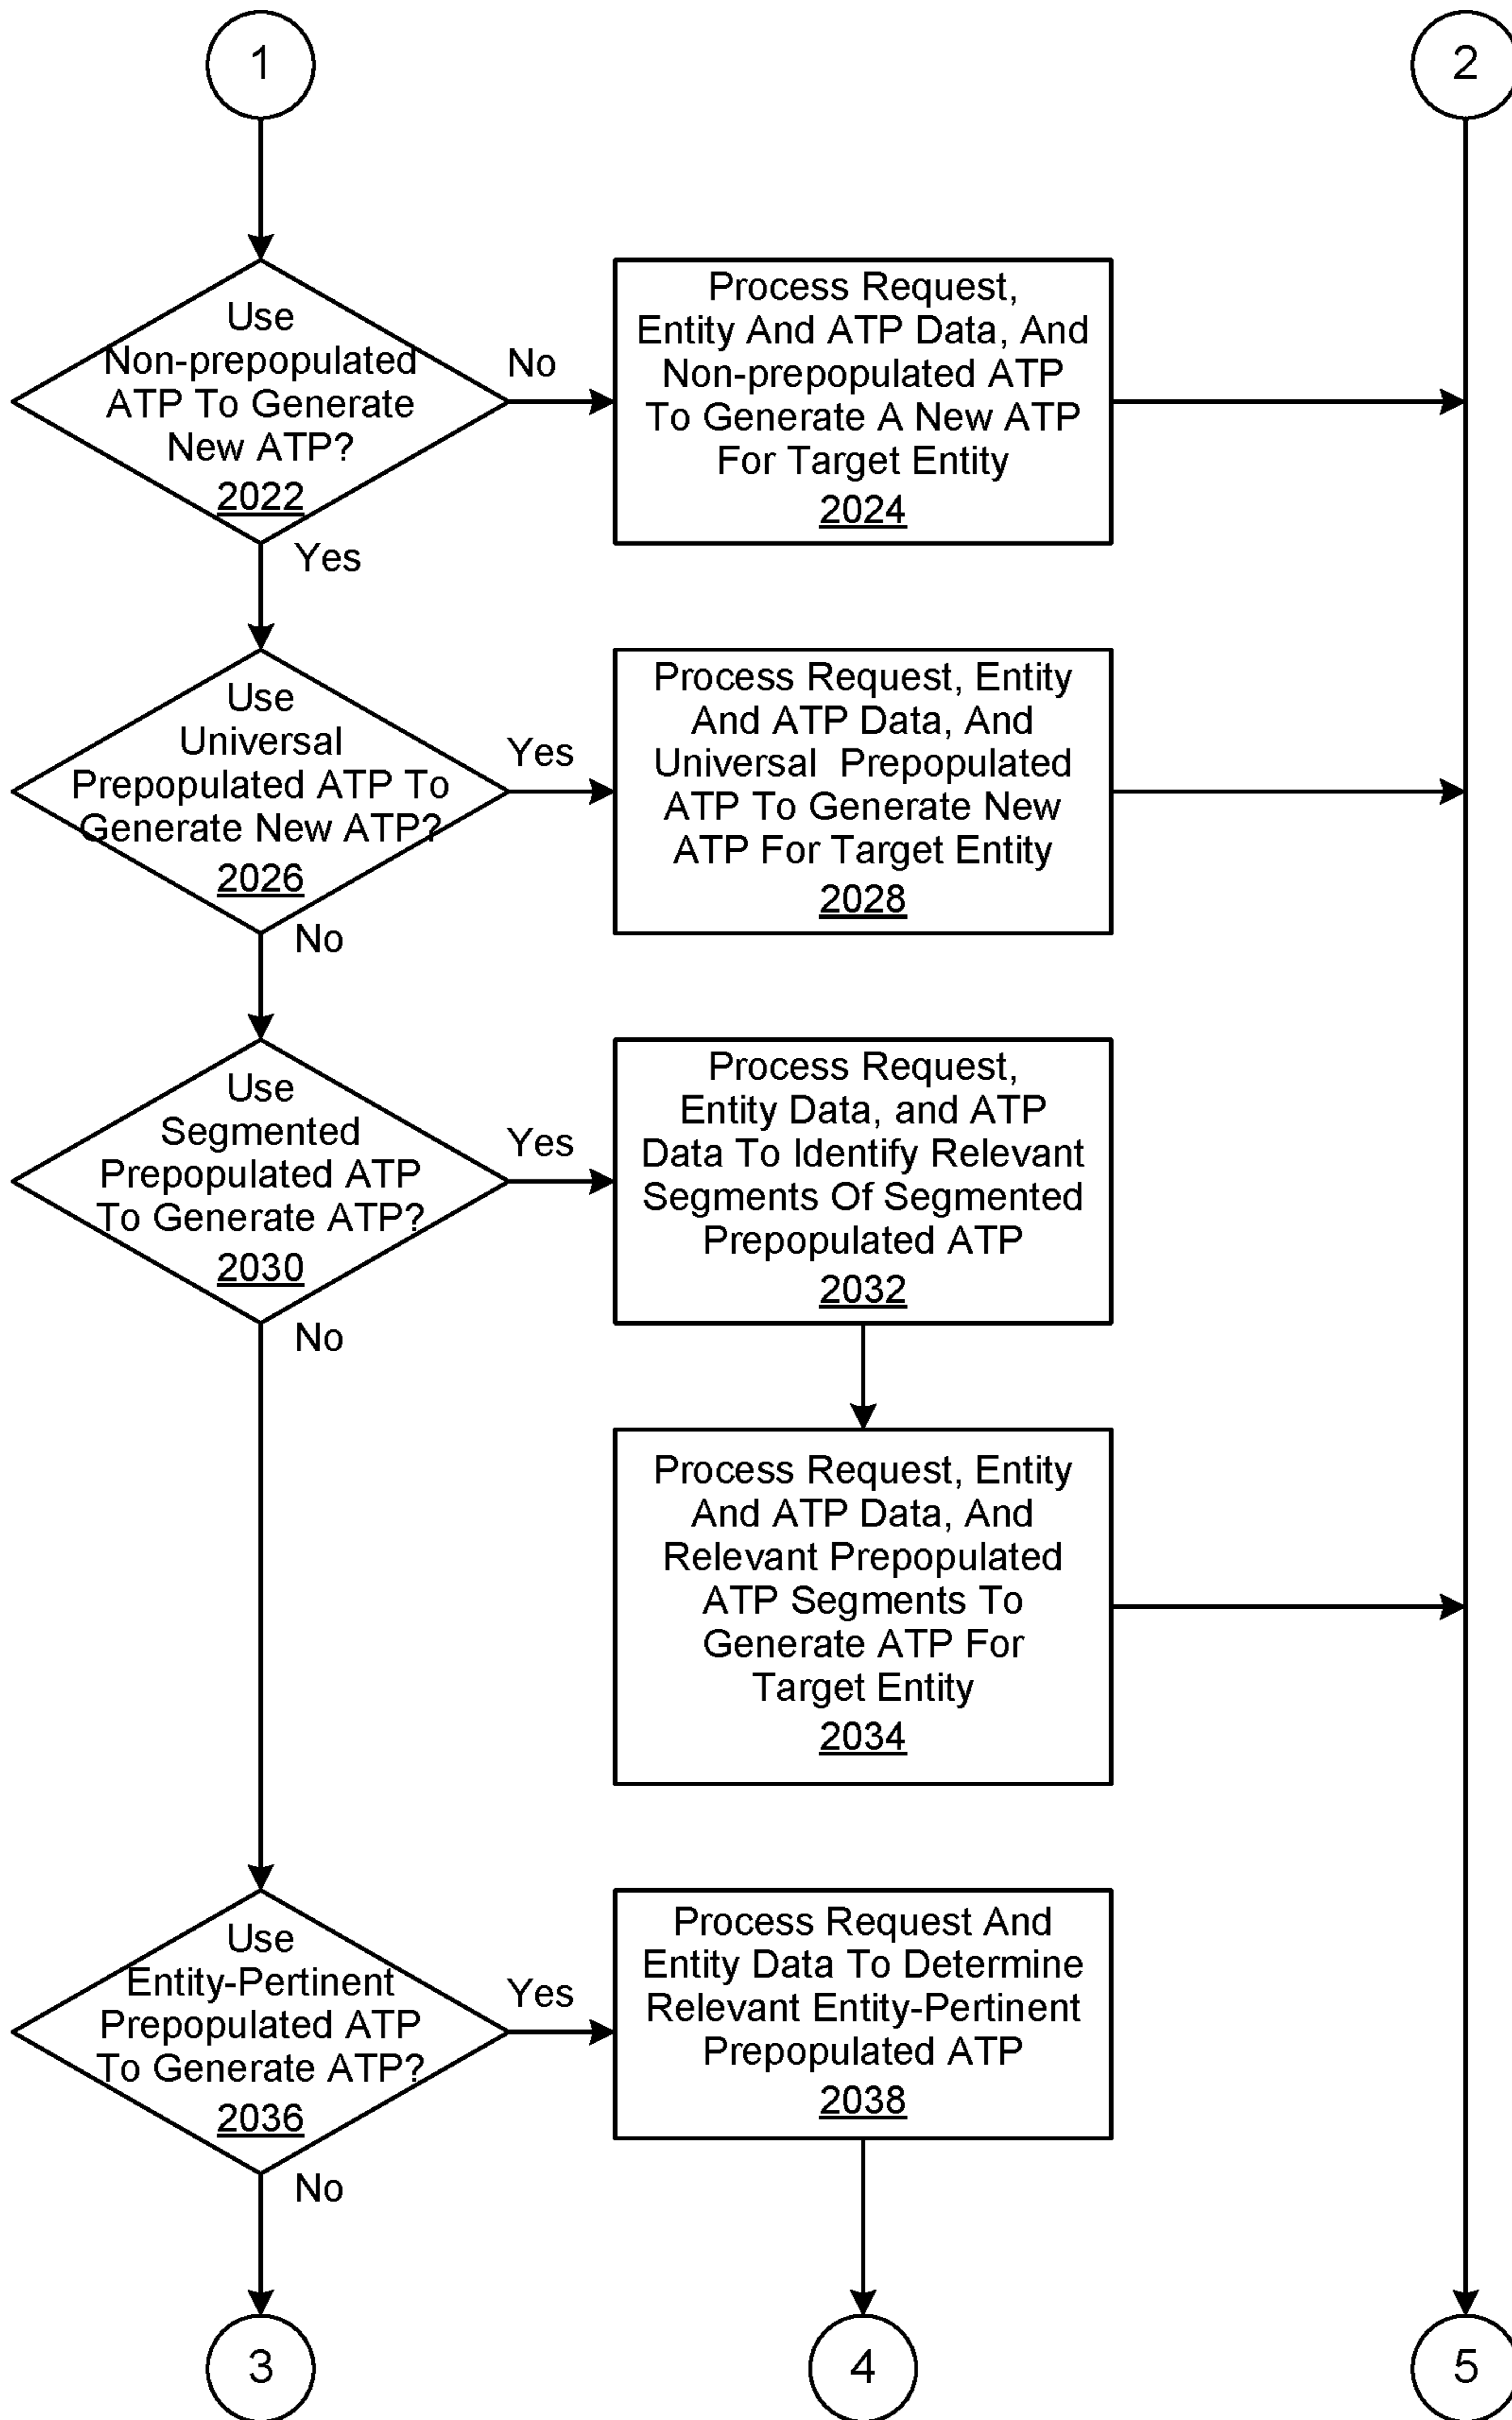 1
2
Use
Non-prepopulated
ATP To Generate
New ATP?
2022
No
Yes
Process Request,
Entity And ATP Data, And
Non-prepopulated ATP
To Generate A New ATP
For Target Entity
2024
Use
Universal
Prepopulated ATP To
Generate New ATP?
2026
Yes
No
Process Request, Entity
And ATP Data, And
Universal Prepopulated
ATP To Generate New
ATP For Target Entity
2028
Use
Segmented
Prepopulated ATP
To Generate ATP?
2030
Yes
No
Process Request,
Entity Data, and ATP
Data To Identify Relevant
Segments Of Segmented
Prepopulated ATP
2032
Process Request, Entity
And ATP Data, And
Relevant Prepopulated
ATP Segments To
Generate ATP For
Target Entity
2034
Use
Entity-Pertinent
Prepopulated ATP
To Generate ATP?
2036
Yes
No
Process Request And
Entity Data To Determine
Relevant Entity-Pertinent
Prepopulated ATP
2038
3
4
5